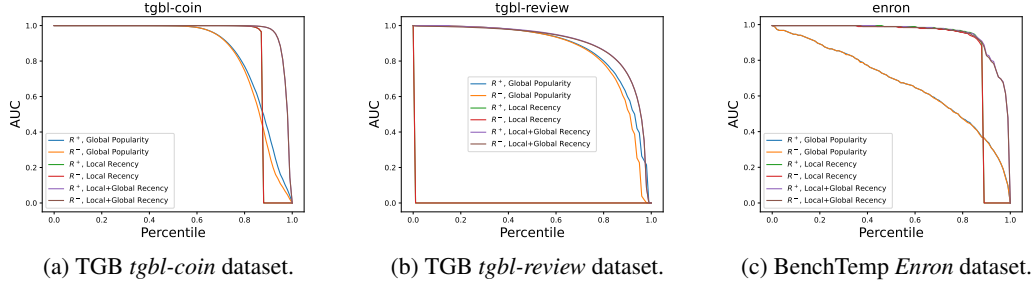 tgbl-coin
1.0
0.8
0.6
0.4
0.2
0.0
AUC
R+, Global Popularity
R−, Global Popularity
R+, Local Recency
R−, Local Recency
R+, Local+Global Recency
R−, Local+Global Recency
0.0 0.2 0.4 0.6 0.8 1.0
Percentile
(a) TGB tgbl-coin dataset.
tgbl-review
1.0
0.8
0.6
0.4
0.2
0.0
AUC
R+, Global Popularity
R−, Global Popularity
R+, Local Recency
R−, Local Recency
R+, Local+Global Recency
R−, Local+Global Recency
0.0 0.2 0.4 0.6 0.8 1.0
Percentile
(b) TGB tgbl-review dataset.
enron
1.0
0.8
0.6
0.4
0.2
0.0
AUC
R+, Global Popularity
R−, Global Popularity
R+, Local Recency
R−, Local Recency
R+, Local+Global Recency
R−, Local+Global Recency
0.0 0.2 0.4 0.6 0.8 1.0
Percentile
(c) BenchTemp Enron dataset.